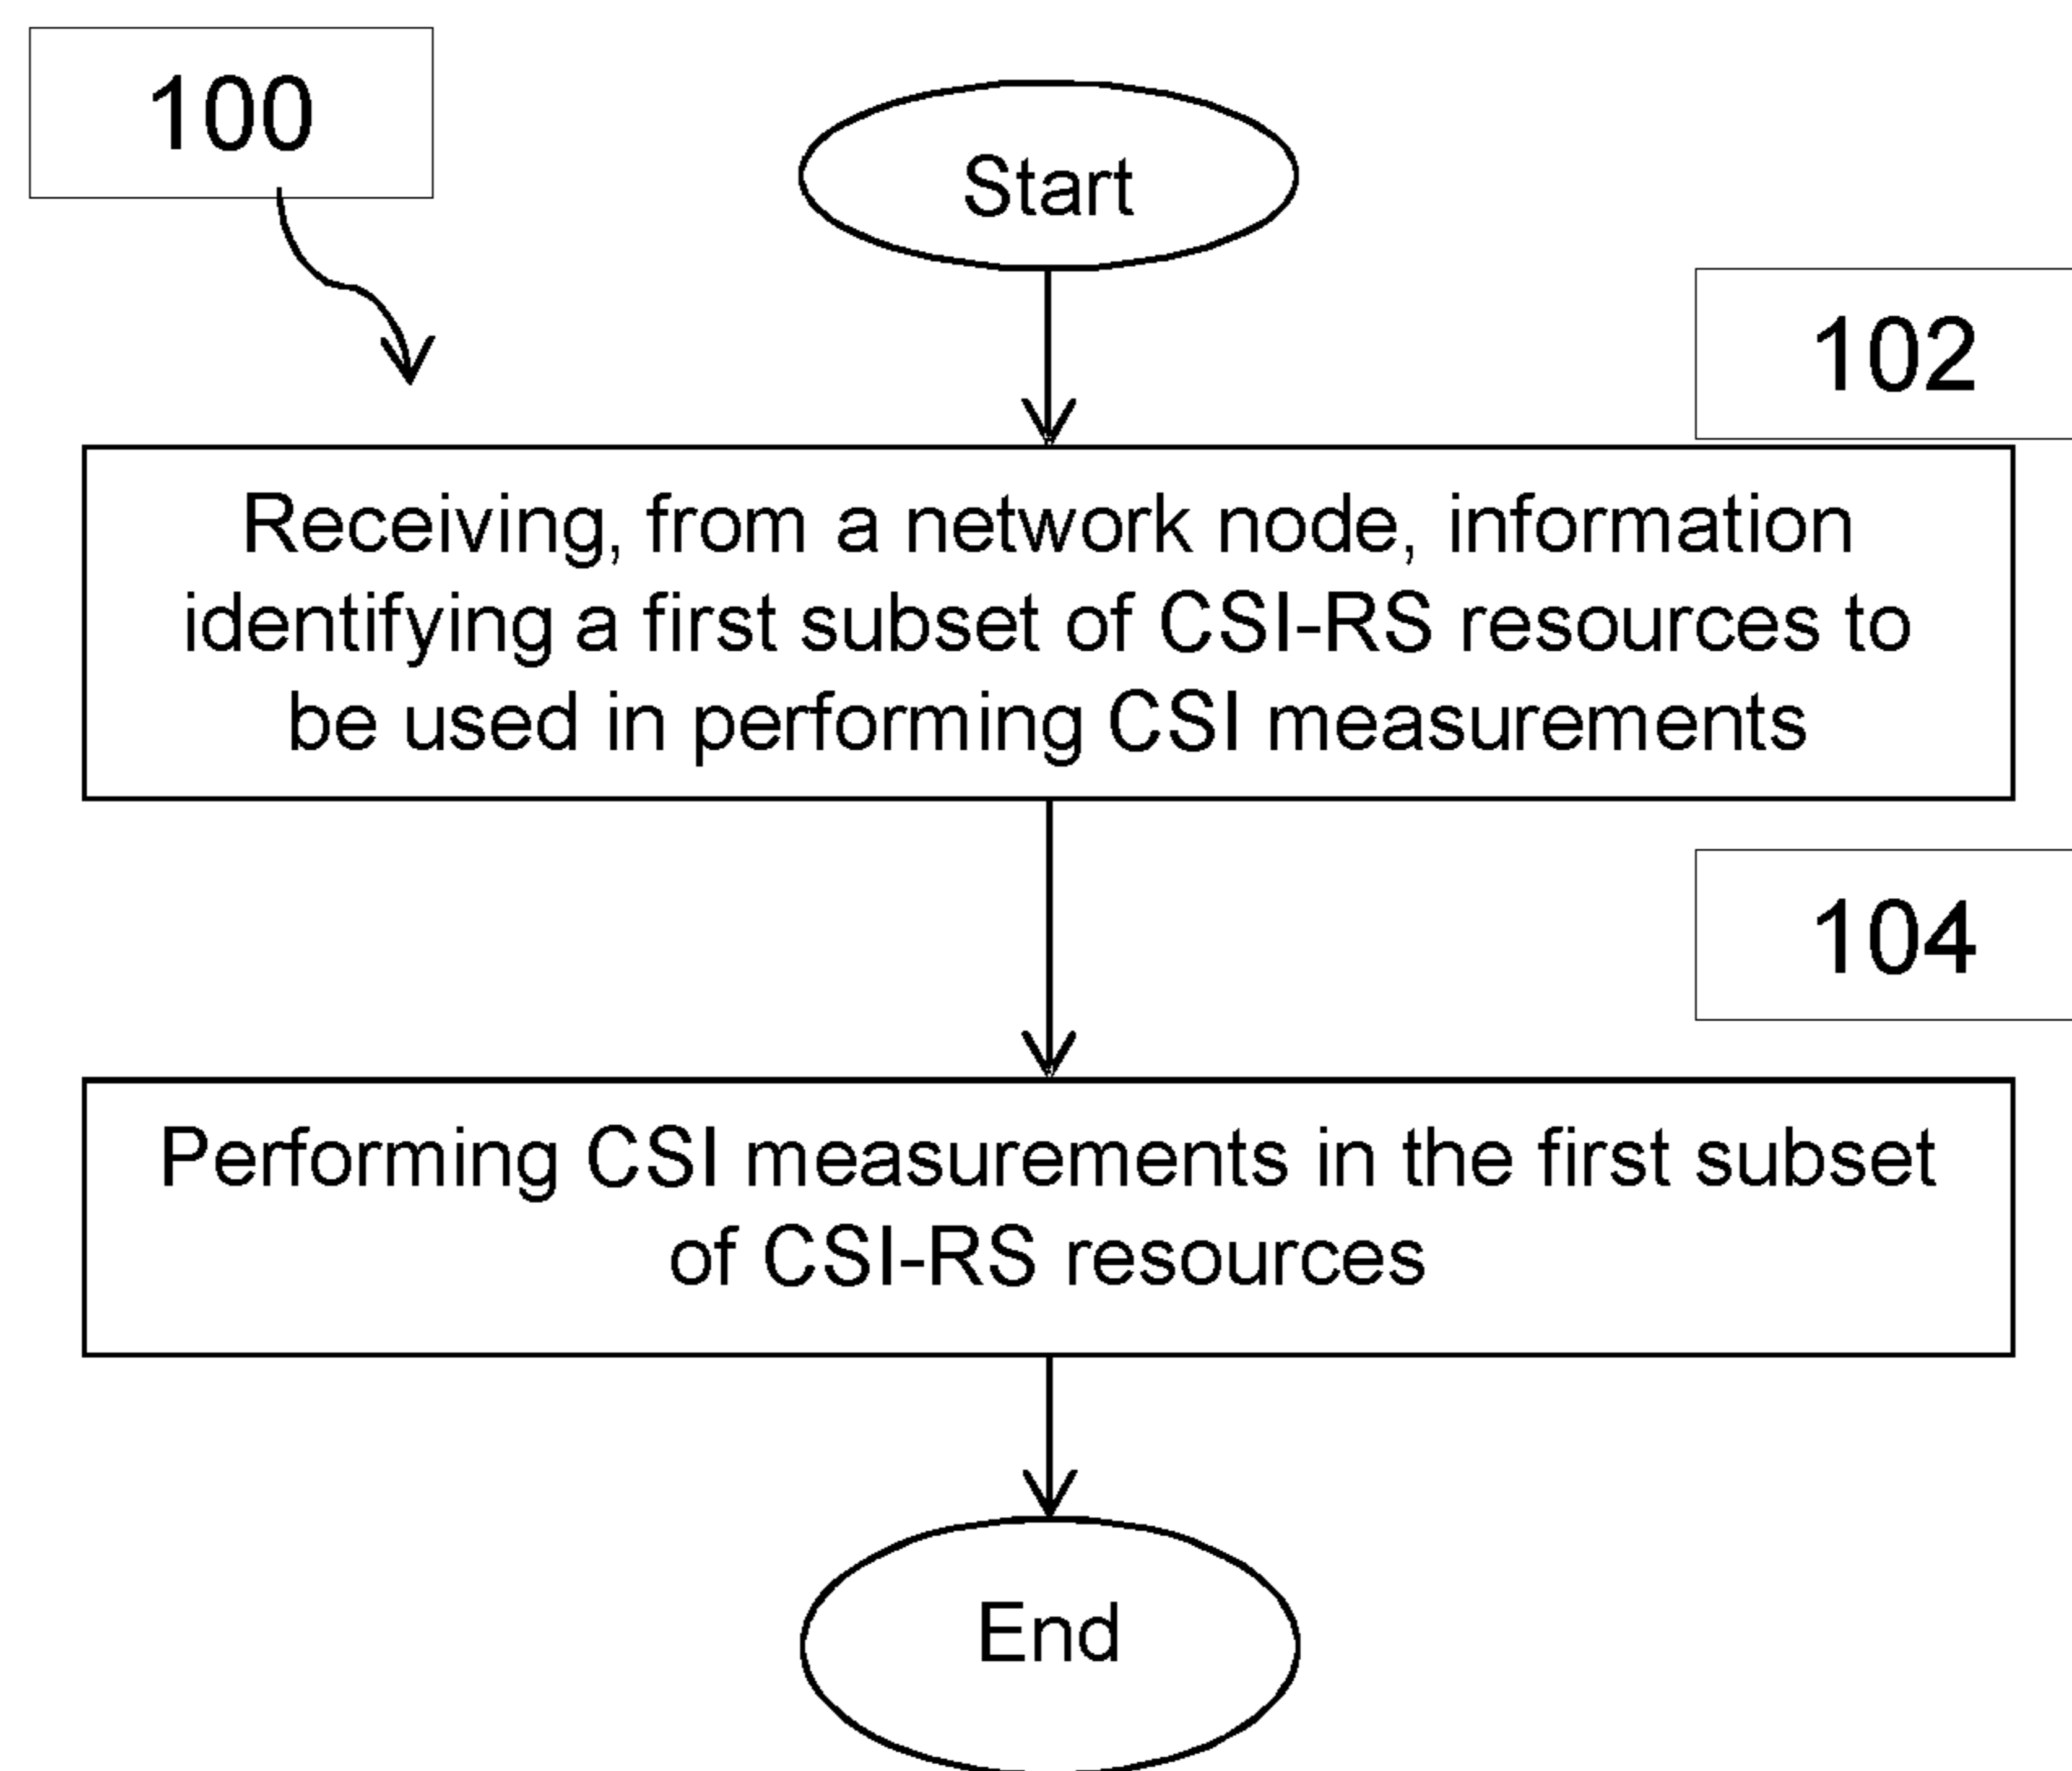 100
Start
102
Receiving, from a network node, information
identifying a first subset of CSI-RS resources to
be used in performing CSI measurements
104
Performing CSI measurements in the first subset
of CSI-RS resources
End